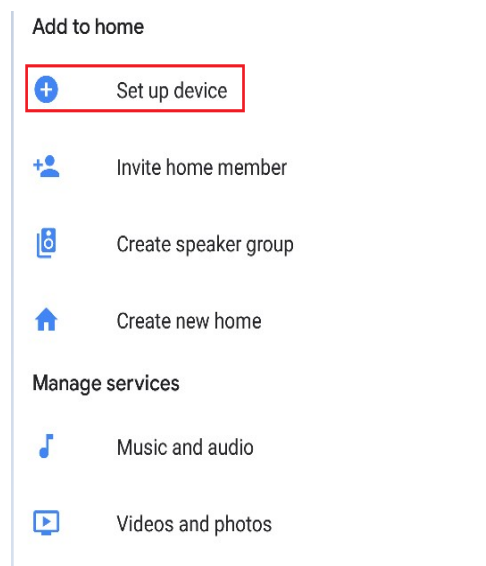 Add to home
Set up device
Invite home member
Create speaker group
Create new home
Manage services
Music and audio
Videos and photos